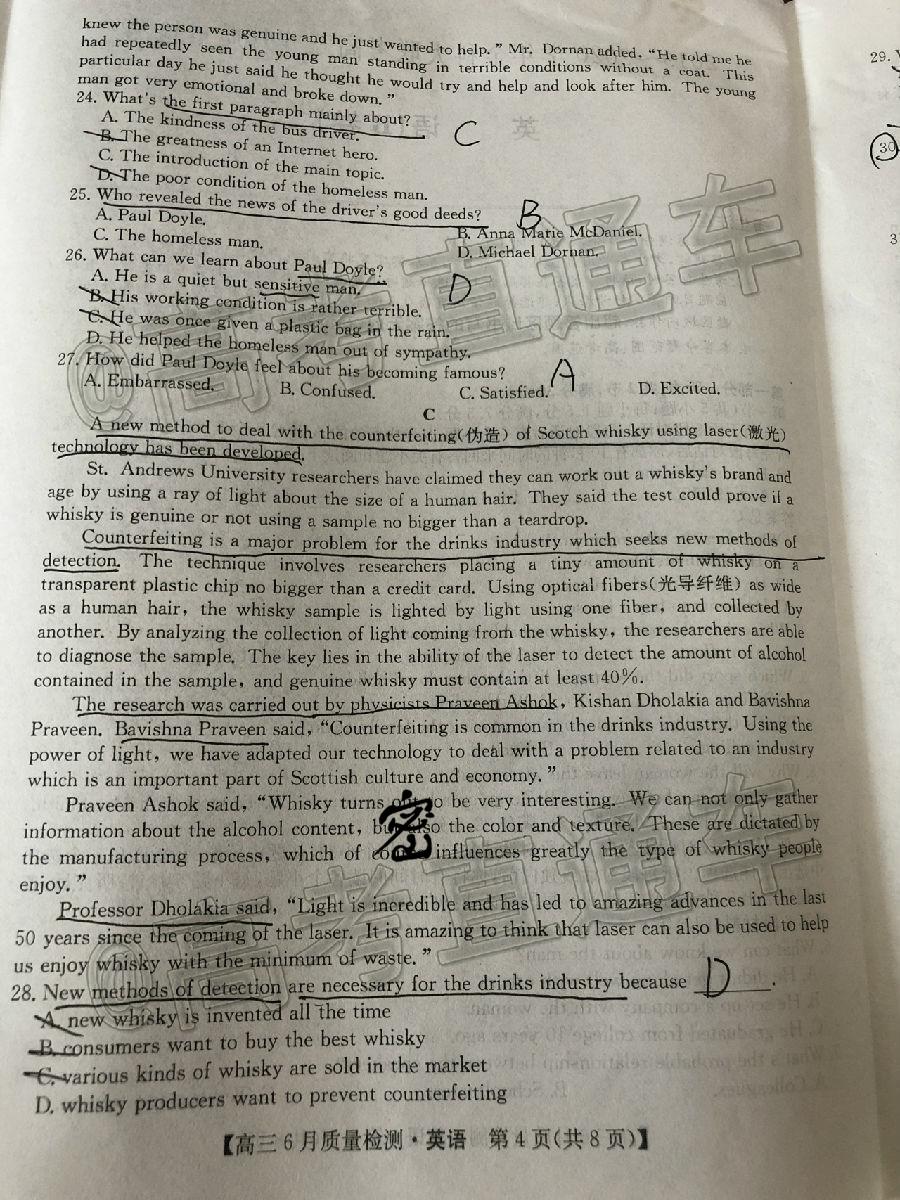 knew the person was genuine and he just wanted to help. ” Mr. Dornan added, “He told me he
had repeatedly seen the young man standing in terrible conditions without a coat. This
particular day he just said he thought he would try and help and look after him. The young
man got very emotional and broke down. ”
24. What's the first paragraph mainly about?
A. The kindness of the bus driver.
C
B. The greatness of an Internet hero.
C. The introduction of the main topic.
D. The poor condition of the homeless man.
25. Who revealed the news of the driver's good deeds?
B
A. Paul Doyle.
B. Anna Marie McDaniel.
C. The homeless man.
D. Michael Dornan.
26. What can we learn about Paul Doyle?
A. He is a quiet but sensitive man.
D
B. His working condition is rather terrible.
C. He was once given a plastic bag in the rain.
D. He helped the homeless man out of sympathy.
27. How did Paul Doyle feel about his becoming famous?
A
A. Embarrassed. B. Confused. C. Satisfied. D. Excited.
C
A new method to deal with the counterfeiting(伪造) of Scotch whisky using laser(激光)
technology has been developed.
St. Andrews University researchers have claimed they can work out a whisky's brand and
age by using a ray of light about the size of a human hair. They said the test could prove if a
whisky is genuine or not using a sample no bigger than a teardrop.
Counterfeiting is a major problem for the drinks industry which seeks new methods of
detection. The technique involves researchers placing a tiny amount of whisky on a
transparent plastic chip no bigger than a credit card. Using optical fibers(光导纤维) as wide
as a human hair, the whisky sample is lighted by light using one fiber, and collected by
another. By analyzing the collection of light coming from the whisky, the researchers are able
to diagnose the sample. The key lies in the ability of the laser to detect the amount of alcohol
contained in the sample, and genuine whisky must contain at least 40%.
The research was carried out by physicists Praveen Ashok, Kishan Dholakia and Bavishna
Praveen. Bavishna Praveen said, “Counterfeiting is common in the drinks industry. Using the
power of light, we have adapted our technology to deal with a problem related to an industry
which is an important part of Scottish culture and economy. ”
Praveen Ashok said, “Whisky turns out to be very interesting. We can not only gather
information about the alcohol content, but also the color and texture. These are dictated by
the manufacturing process, which of course influences greatly the type of whisky people
密
enjoy. ”
Professor Dholakia said, “Light is incredible and has led to amazing advances in the last
50 years since the coming of the laser. It is amazing to think that laser can also be used to help
us enjoy whisky with the minimum of waste. ”
28. New methods of detection are necessary for the drinks industry because D.
A. new whisky is invented all the time
B. consumers want to buy the best whisky
C. various kinds of whisky are sold in the market
D. whisky producers want to prevent counterfeiting
【高三6月质量检测·英语 第4页(共8页)】
@高考直通车
@高考直通车
29.
30
3